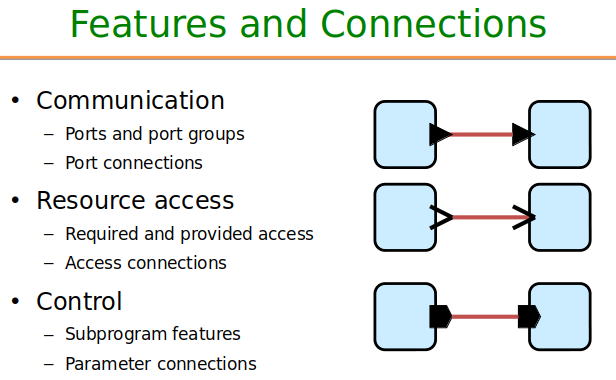 Features and Connections
• Communication
– Ports and port groups
– Port connections
• Resource access
– Required and provided access
– Access connections
• Control
– Subprogram features
– Parameter connections